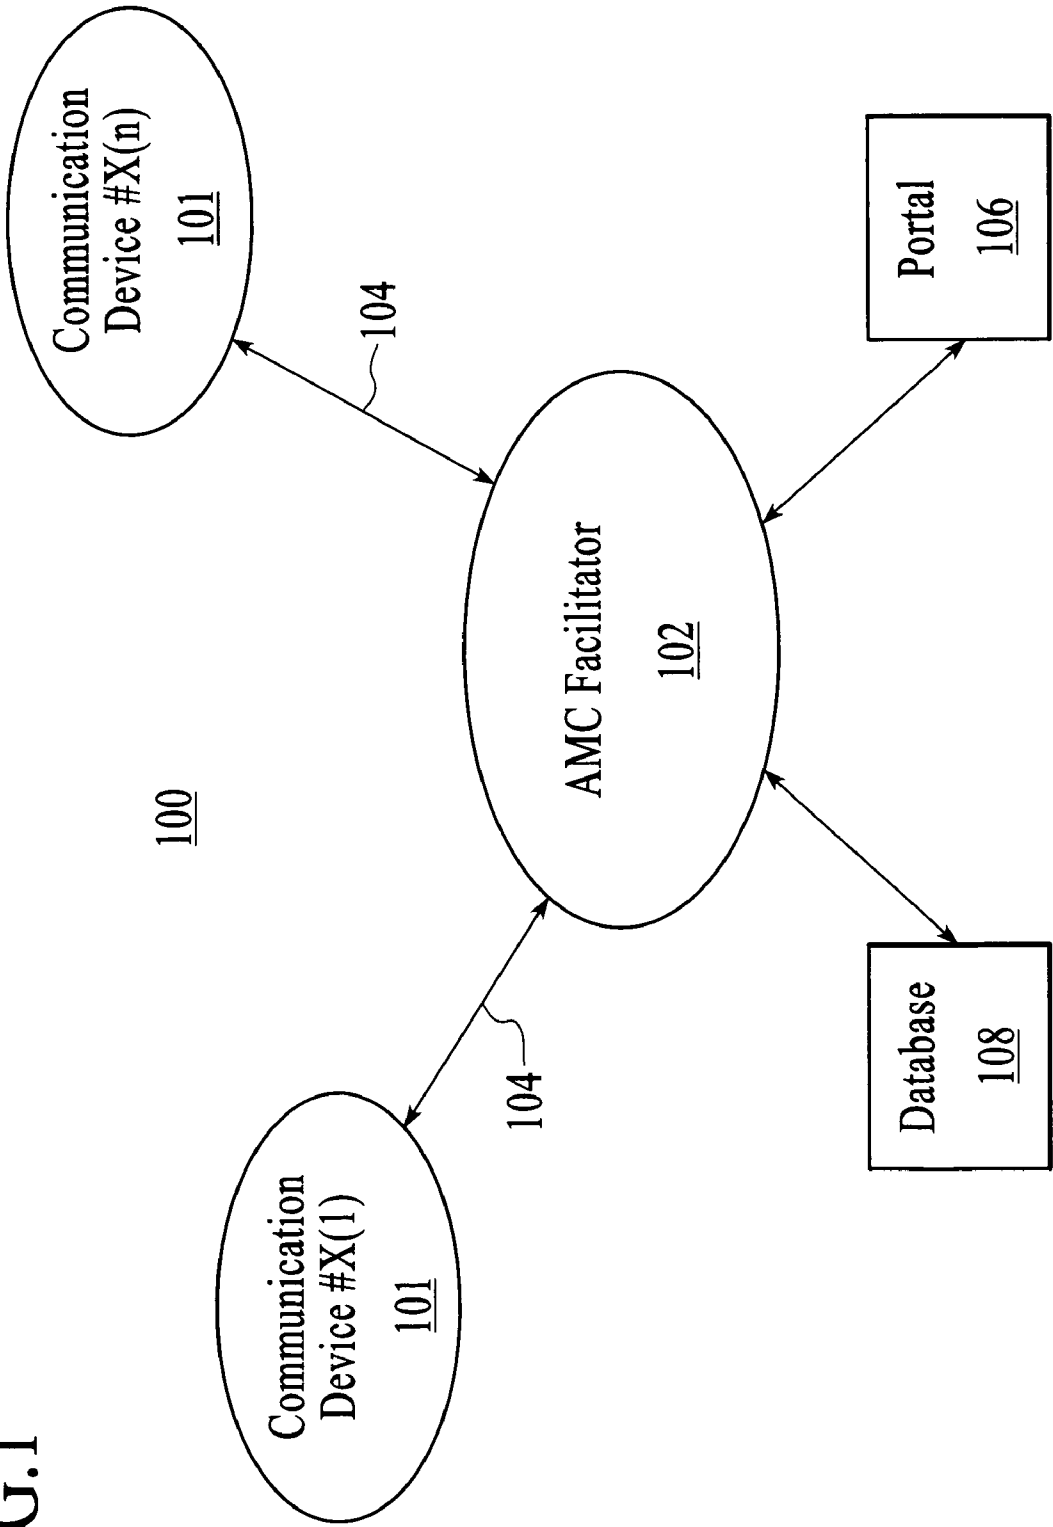 G.1
100
Communication
Device #X(1)
101
Communication
Device #X(n)
101
104
104
AMC Facilitator
102
Database
108
Portal
106